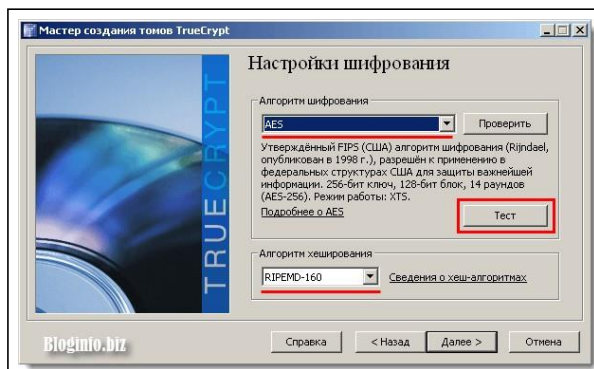 Мастер создания томов TrueCrypt
TRUECRYPT
Настройки шифрования
Алгоритм шифрования
AES
Проверить
Утверждённый FIPS (США) алгоритм шифрования (Rijndael,
опубликован в 1998 г.), разрешён к применению в
федеральных структурах США для защиты важнейшей
информации. 256-бит ключ, 128-бит блок, 14 раундов
(AES-256). Режим работы: XTS.
Подробнее о AES
Тест
Алгоритм хеширования
RIPEMD-160
Сведения о хеш-алгоритмах
Bloginfo.biz
Справка
< Назад
Далее >
Отмена